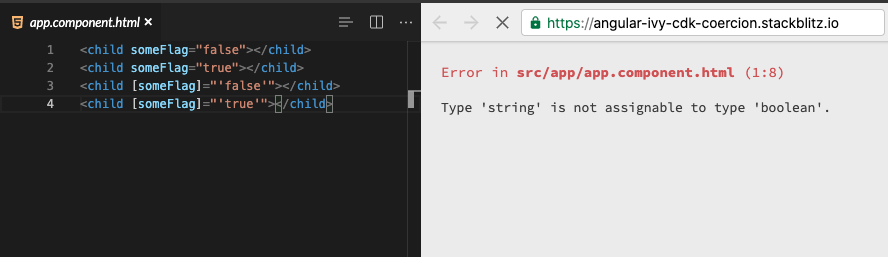 app.component.html
https://angular-ivy-cdk-coercion.stackblitz.io
1 <child someFlag="false"></child>
2 <child someFlag="true"></child>
3 <child [someFlag]="'false'"></child>
4 <child [someFlag]="'true'"></child>
Error in src/app/app.component.html (1:8)
Type 'string' is not assignable to type 'boolean'.